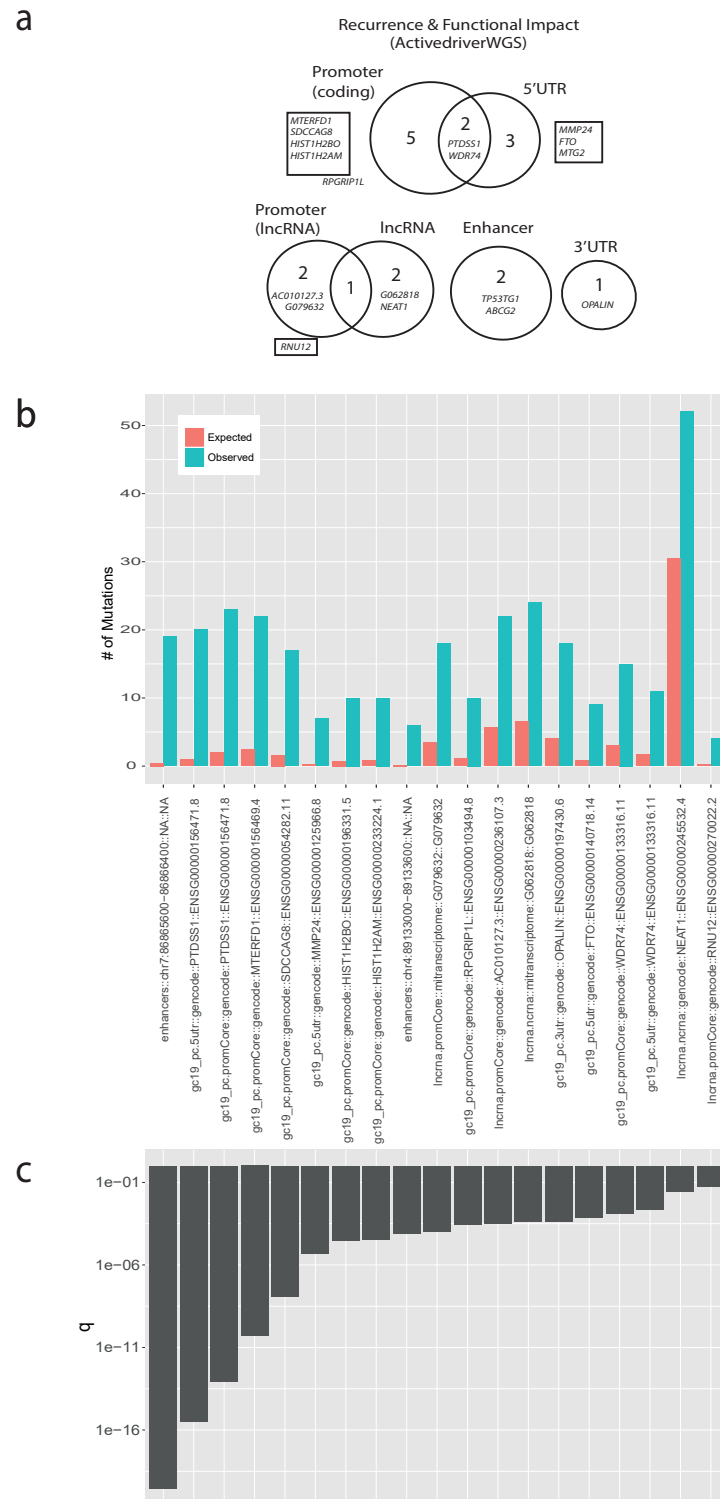 a
Recurrence & Functional Impact
(ActivedriverWGS)
Promoter
(coding)
5'UTR
MTERFD1
SDCCAG8
HIST1H2BO
HIST1H2AM
RPGRIP1L
5
2
PTDSS1
WDR74
3
MMP24
FTO
MTG2
Promoter
(lncRNA)
lncRNA
Enhancer
3'UTR
2
AC010127.3
G079632
1
2
G062818
NEAT1
2
TP53TG1
ABCG2
1
OPALIN
RNU12
b
Expected
Observed
# of Mutations
50
40
30
20
10
0
enhancers::chr7:86865600−86866400::NA::NA
gc19_pc.5utr::gencode::PTDSS1::ENSG00000156471.8
gc19_pc.promCore::gencode::PTDSS1::ENSG00000156471.8
gc19_pc.promCore::gencode::MTERFD1::ENSG00000156469.4
gc19_pc.promCore::gencode::SDCCAG8::ENSG00000054282.11
gc19_pc.5utr::gencode::MMP24::ENSG00000125966.8
gc19_pc.promCore::gencode::HIST1H2BO::ENSG00000196331.5
gc19_pc.promCore::gencode::HIST1H2AM::ENSG00000233224.1
enhancers::chr4:89133000−89133600::NA::NA
lncrna.promCore::mitranscriptome::G079632::G079632
gc19_pc.promCore::gencode::RPGRIP1L::ENSG00000103494.8
lncrna.promCore::gencode::AC010127.3::ENSG00000236107.3
lncrna.ncrna::mitranscriptome::G062818::G062818
gc19_pc.3utr::gencode::OPALIN::ENSG00000197430.6
gc19_pc.5utr::gencode::FTO::ENSG00000140718.14
gc19_pc.promCore::gencode::WDR74::ENSG00000133316.11
gc19_pc.5utr::gencode::WDR74::ENSG00000133316.11
lncrna.ncrna::gencode::NEAT1::ENSG00000245532.4
lncrna.promCore::gencode::RNU12::ENSG00000270022.2
c
q
1e−01
1e−06
1e−11
1e−16